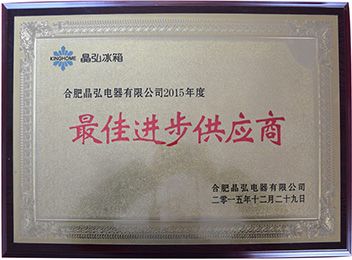 KINGHOME 晶弘冰箱
合肥晶弘电器有限公司2015年度
最佳进步供应商
合肥晶弘电器有限公司
二零一五年十二月二十九日